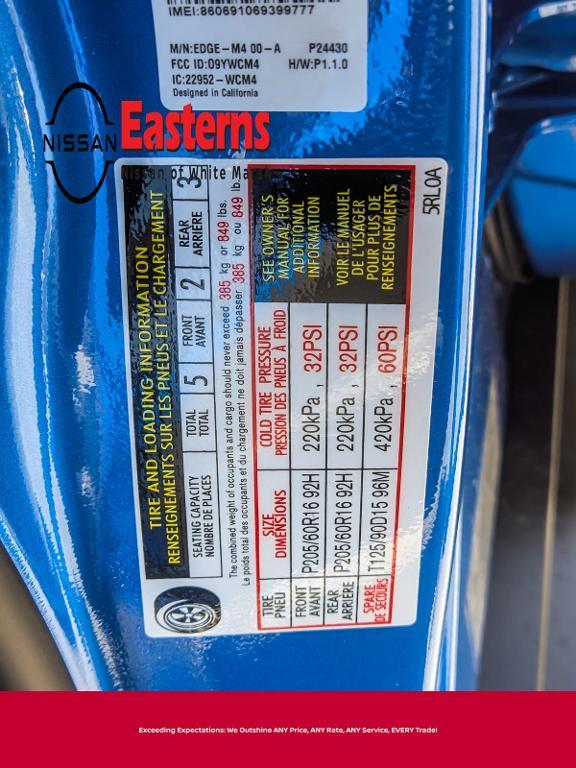 IMEI:860691069399777
M/N:EDGE-M4 00-A P24430
FCC ID:O9YWCM4 H/W:P1.1.0
IC:22952-WCM4
Designed in California
NISSAN
Easterns
Nissan of White Marsh
TIRE AND LOADING INFORMATION
RENSEIGNEMENTS SUR LES PNEUS ET LE CHARGEMENT
SEATING CAPACITY
NOMBRE DE PLACES
TOTAL
TOTAL
5
FRONT
AVANT
2
REAR
ARRIÈRE
3
The combined weight of occupants and cargo should never exceed 385 kg or 849 lbs.
Le poids total des occupants et du chargement ne doit jamais dépasser 385 kg ou 849 lb.
TIRE
PNEU
SIZE
DIMENSIONS
COLD TIRE PRESSURE
PRESSION DES PNEUS À FROID
SEE OWNER'S
MANUAL FOR
ADDITIONAL
INFORMATION
VOIR LE MANUEL
DE L'USAGER
POUR PLUS DE
RENSEIGNEMENTS
FRONT
AVANT
P205/60R16 92H
220kPa , 32PSI
REAR
ARRIÈRE
P205/60R16 92H
220kPa , 32PSI
SPARE
DE SECOURS
T125/90D15 96M
420kPa , 60PSI
5RL0A
Exceeding Expectations: We Outshine ANY Price, ANY Rate, ANY Service, EVERY Trade!